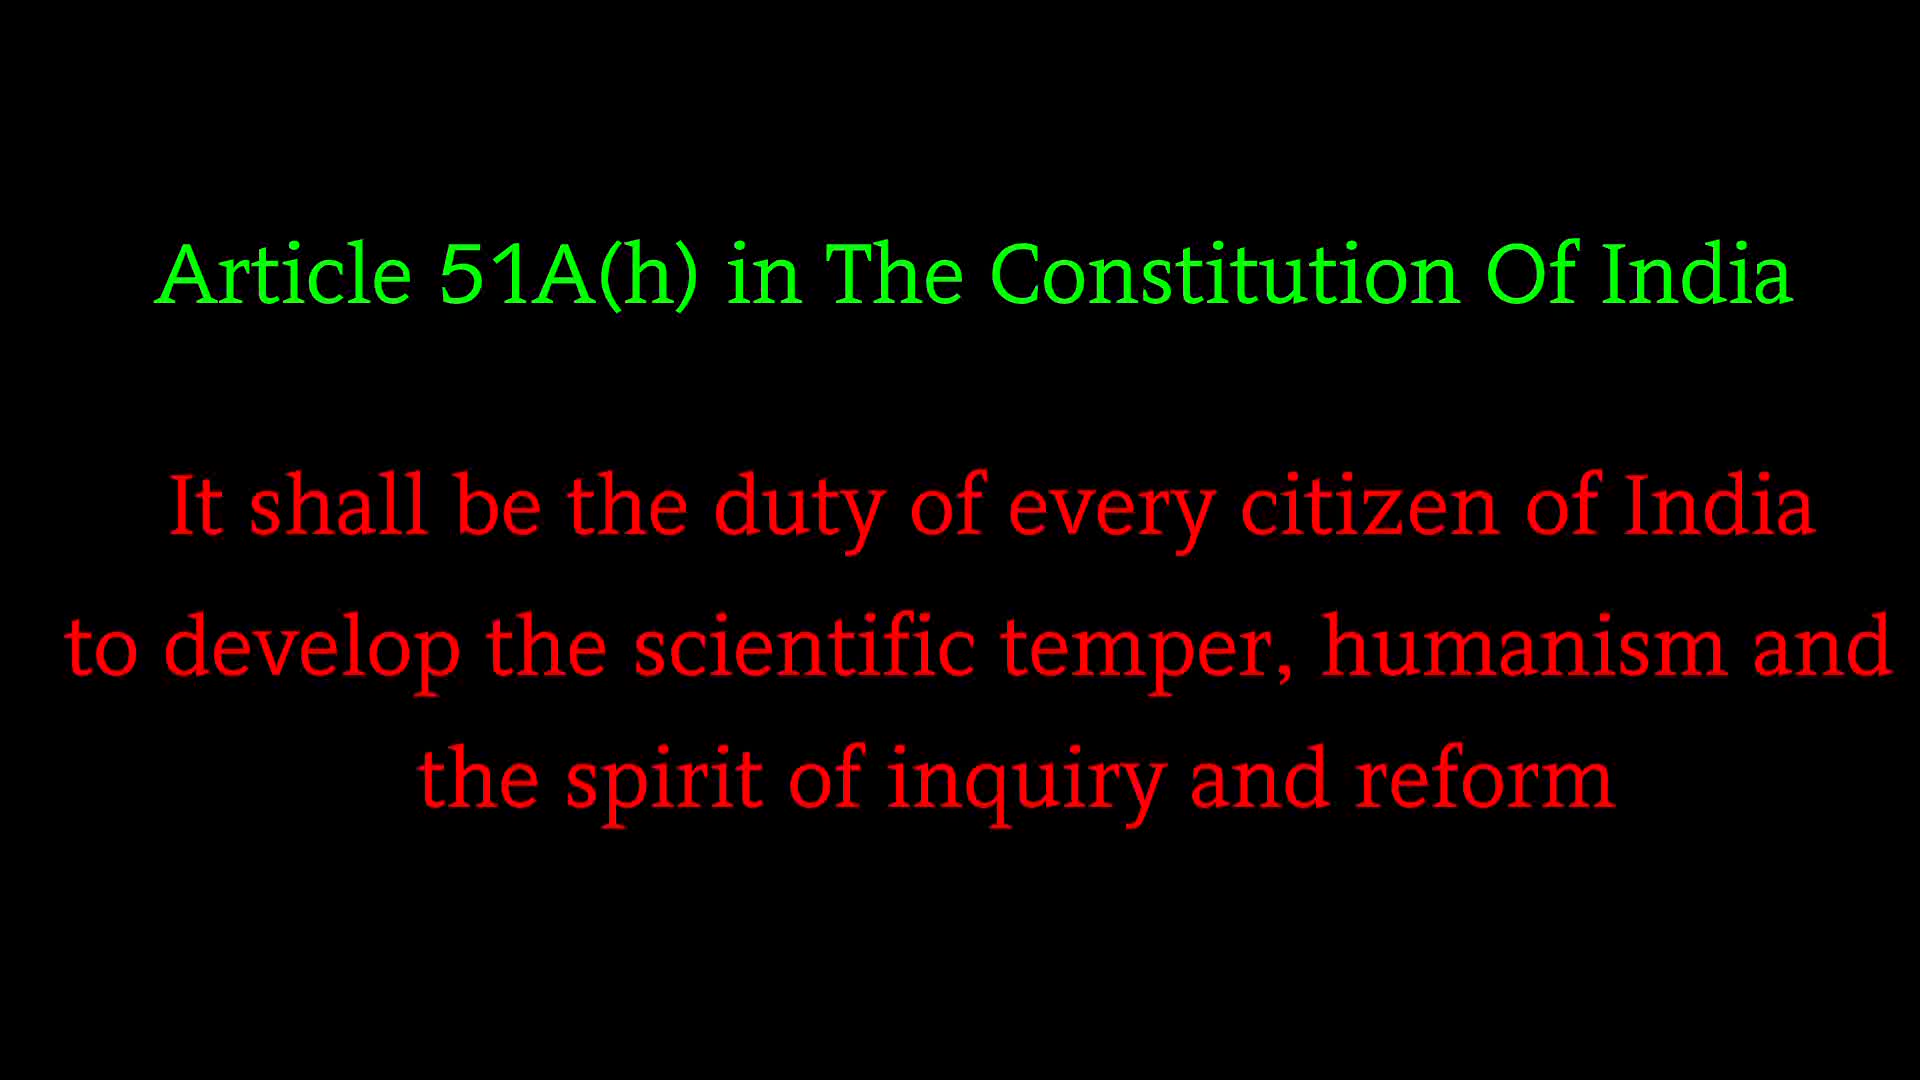 Article 51A(h) in The Constitution Of India
It shall be the duty of every citizen of India
to develop the scientific temper, humanism and
the spirit of inquiry and reform